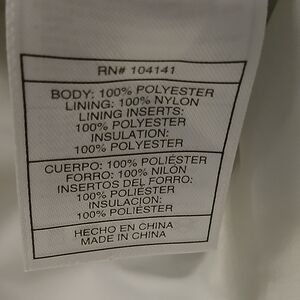 RN# 104141
BODY: 100% POLYESTER
LINING: 100% NYLON
LINING INSERTS:
100% POLYESTER
INSULATION:
100% POLYESTER
CUERPO: 100% POLIÉSTER
FORRO: 100% NILÓN
INSERTOS DEL FORRO:
100% POLIÉSTER
INSULACION:
100% POLIÉSTER
HECHO EN CHINA
MADE IN CHINA